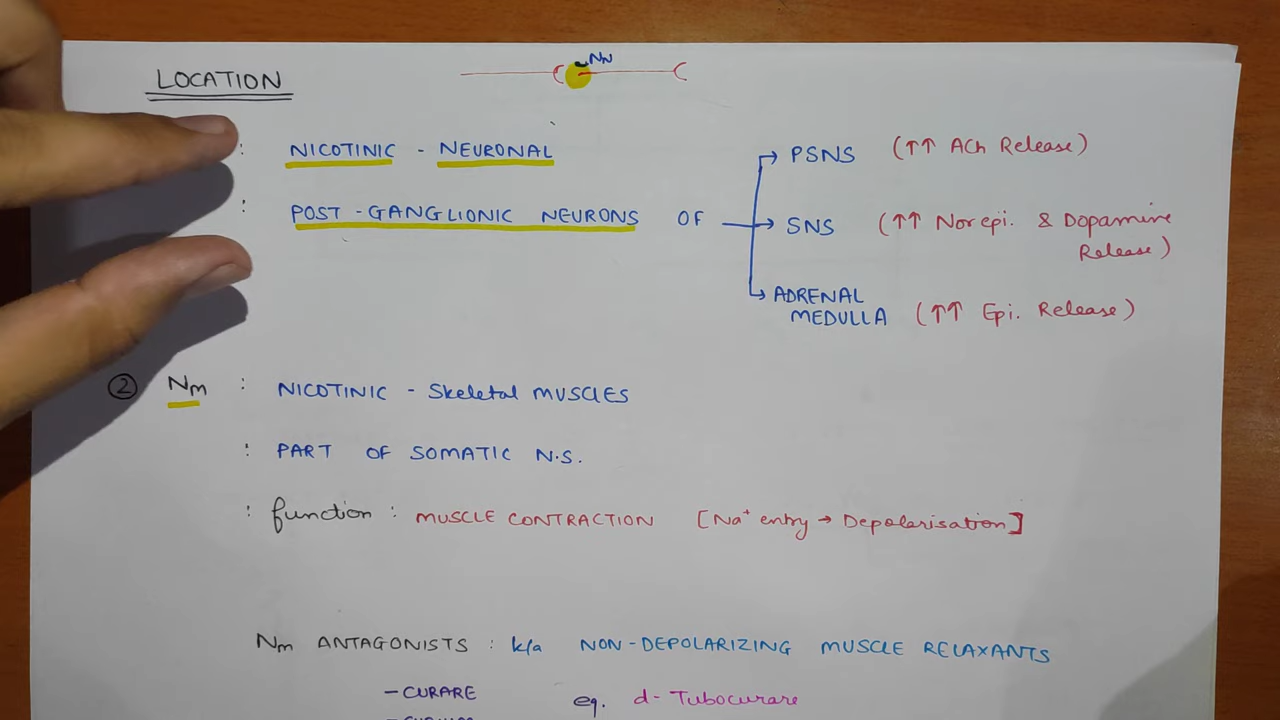 Nn
LOCATION
: NICOTINIC - NEURONAL
PSNS (↑↑ ACh Release)
: POST-GANGLIONIC NEURONS OF
SNS (↑↑ Norepi. & Dopamine
Release)
ADRENAL
MEDULLA (↑↑ Epi. Release)
② Nm : NICOTINIC - Skeletal MUSCLES
: PART OF SOMATIC N.S.
: function : MUSCLE CONTRACTION [Na+ entry → Depolarisation]
Nm ANTAGONISTS : k/a NON-DEPOLARIZING MUSCLE RELAXANTS
- CURARE eg. d-Tubocurare